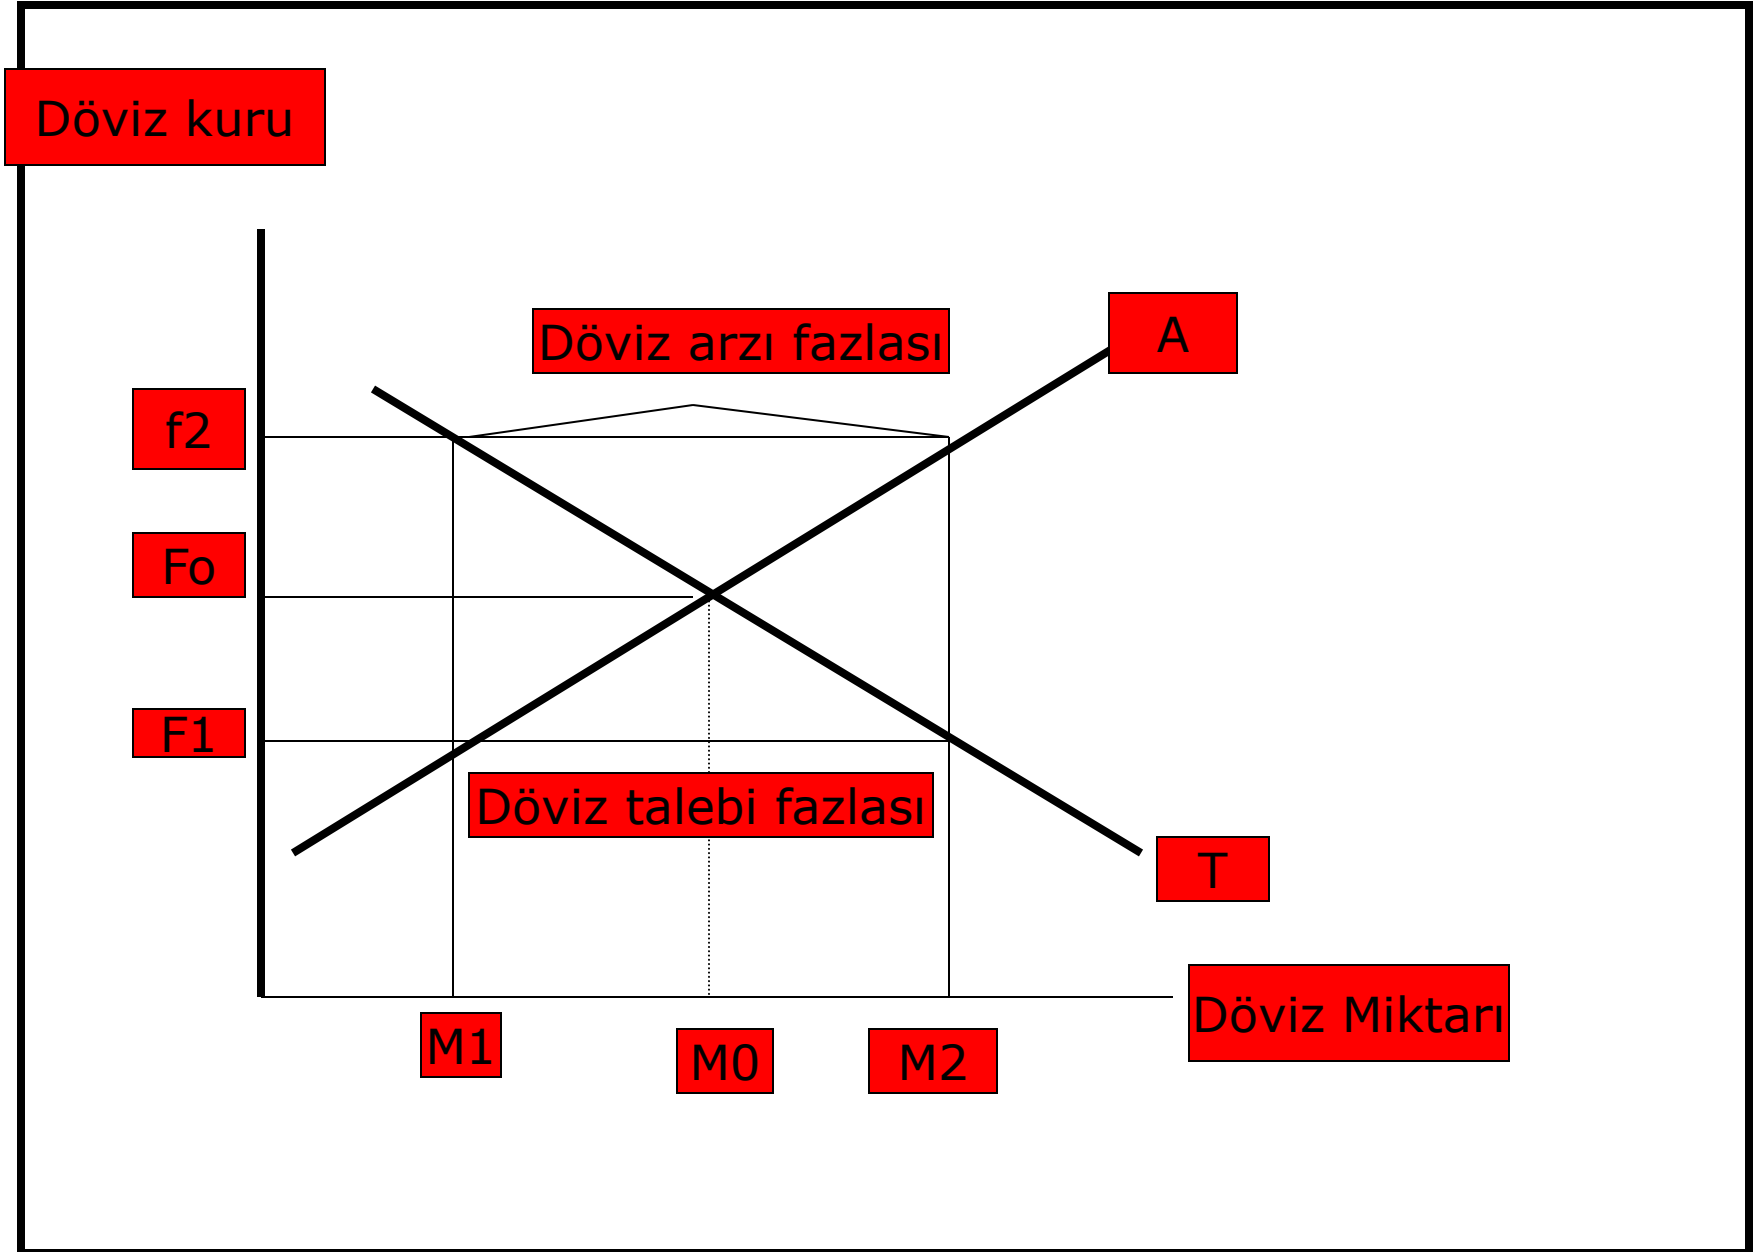 Döviz kuru
Döviz arzı fazlası
A
f2
Fo
F1
Döviz talebi fazlası
T
Döviz Miktarı
M1
M0
M2